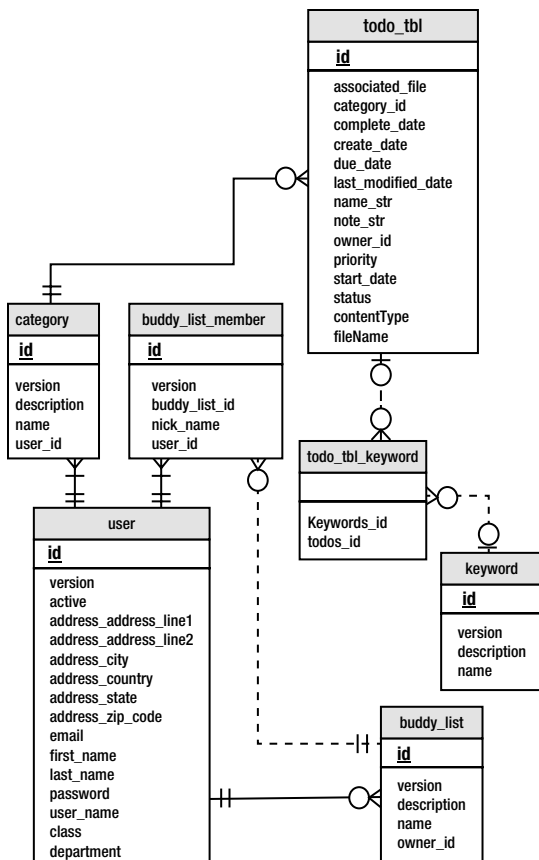 todo_tbl
id
associated_file
category_id
complete_date
create_date
due_date
last_modified_date
name_str
note_str
owner_id
priority
start_date
status
contentType
fileName
category
id
version
description
name
user_id
buddy_list_member
id
version
buddy_list_id
nick_name
user_id
todo_tbl_keyword
Keywords_id
todos_id
keyword
id
version
description
name
user
id
version
active
address_address_line1
address_address_line2
address_city
address_country
address_state
address_zip_code
email
first_name
last_name
password
user_name
class
department
buddy_list
id
version
description
name
owner_id